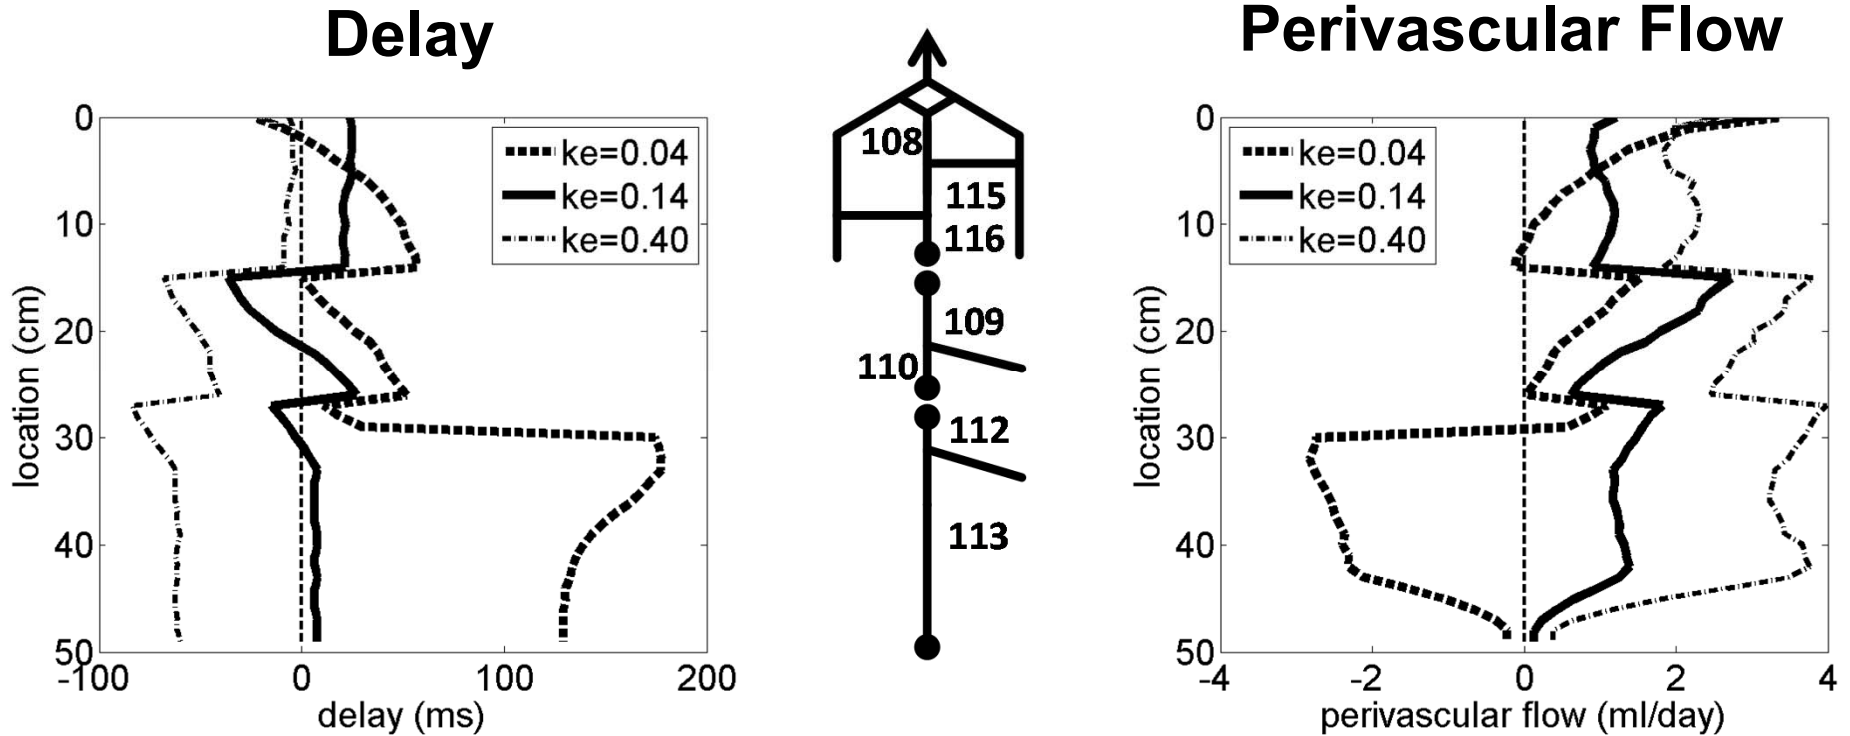 Delay
Perivascular Flow
0
10
20
30
40
50
location (cm)
ke=0.04
ke=0.14
ke=0.40
-100
0
100
200
delay (ms)
108
115
116
109
110
112
113
0
10
20
30
40
50
location (cm)
ke=0.04
ke=0.14
ke=0.40
-4
-2
0
2
4
perivascular flow (ml/day)